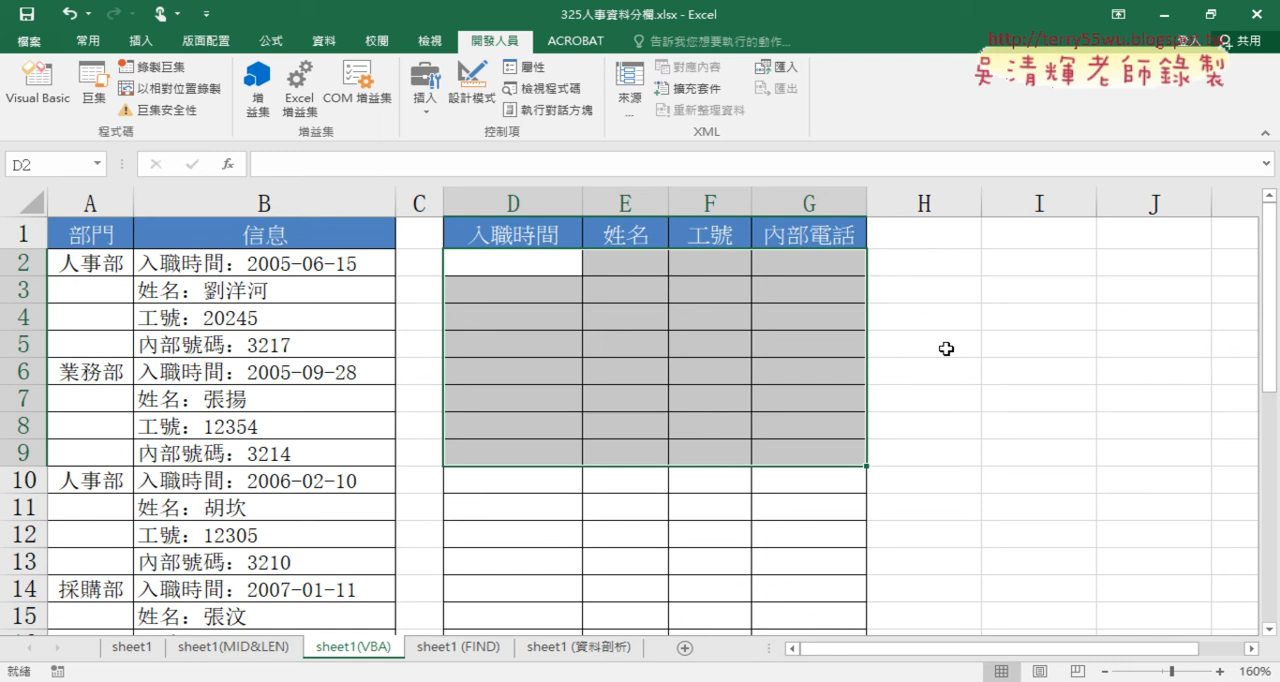 325人事資料分欄.xlsx - Excel
檔案 常用 插入 版面配置 公式 資料 校閱 檢視 開發人員 ACROBAT 告訴我您想要執行的動作... 登入 共用
http://terry55wu.blogspot.tw
吳清輝老師錄製
Visual Basic 巨集 錄製巨集 以相對位置錄製 巨集安全性 程式碼
增益集 Excel 增益集 COM 增益集 增益集
插入 設計模式 屬性 檢視程式碼 執行對話方塊 控制項
來源... 對應內容 擴充套件 重新整理資料 匯入 匯出 XML
D2 fx
A B C D E F G H I J
1 部門 信息 入職時間 姓名 工號 內部電話
2 人事部 入職時間：2005-06-15
3 姓名：劉洋河
4 工號：20245
5 內部號碼：3217
6 業務部 入職時間：2005-09-28
7 姓名：張揚
8 工號：12354
9 內部號碼：3214
10 人事部 入職時間：2006-02-10
11 姓名：胡坎
12 工號：12305
13 內部號碼：3210
14 採購部 入職時間：2007-01-11
15 姓名：張汶
sheet1 sheet1(MID&LEN) sheet1(VBA) sheet1 (FIND) sheet1 (資料剖析)
就緒 160%